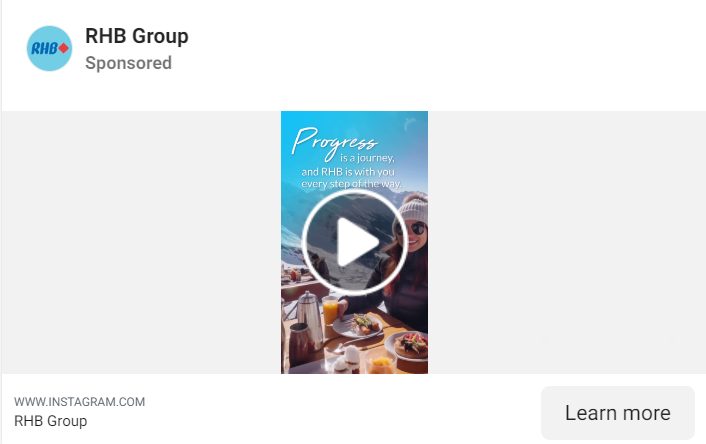 RHB
RHB Group
Sponsored
Progress
is a journey,
and RHB is with you
every step of the way.
WWW.INSTAGRAM.COM
RHB Group
Learn more